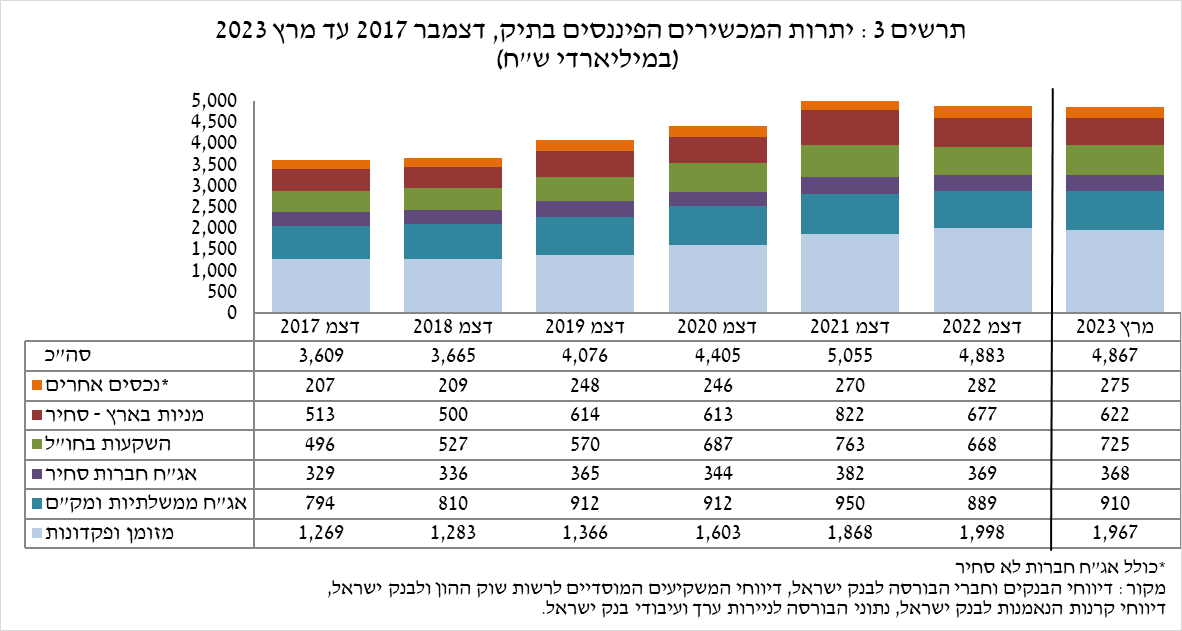 תרשים 3 : יתרות המכשירים הפיננסים בתיק, דצמבר 2017 עד מרץ 2023
(במיליארדי ש"ח)
5,000
4,500
4,000
3,500
3,000
2,500
2,000
1,500
1,000
500
0
דצמ 2017 דצמ 2018 דצמ 2019 דצמ 2020 דצמ 2021 דצמ 2022 מרץ 2023
סה"כ 3,609 3,665 4,076 4,405 5,055 4,883 4,867
נכסים אחרים* 207 209 248 246 270 282 275
מניות בארץ - סחיר 513 500 614 613 822 677 622
השקעות בחו"ל 496 527 570 687 763 668 725
אג"ח חברות סחיר 329 336 365 344 382 369 368
אג"ח ממשלתיות ומק"ם 794 810 912 912 950 889 910
מזומן ופקדונות 1,269 1,283 1,366 1,603 1,868 1,998 1,967
*כולל אג"ח חברות לא סחיר
מקור : דיווחי הבנקים וחברי הבורסה לבנק ישראל, דיווחי המשקיעים המוסדיים לרשות שוק ההון ולבנק ישראל,
דיווחי קרנות הנאמנות לבנק ישראל, נתוני הבורסה לניירות ערך ועיבודי בנק ישראל.